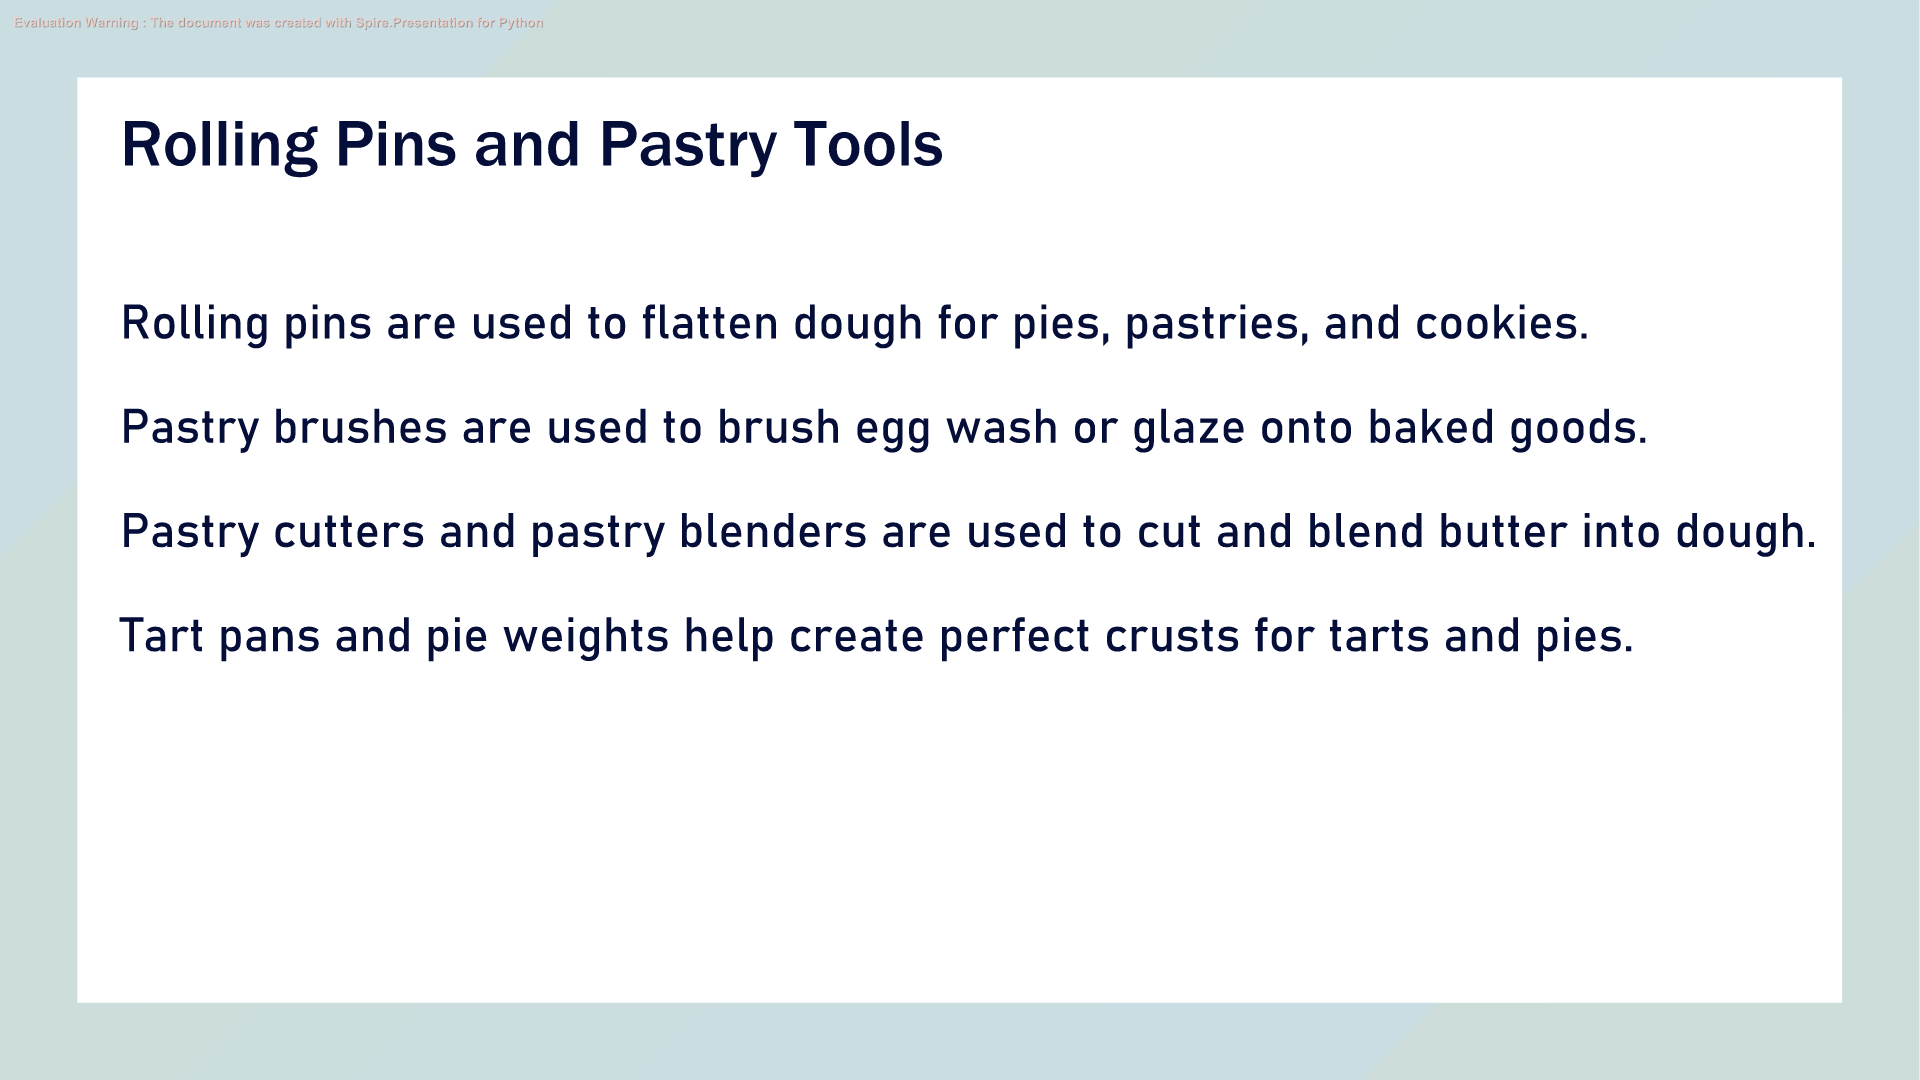 Evaluation Warning : The document was created with Spire.Presentation for Python
Rolling Pins and Pastry Tools
Rolling pins are used to flatten dough for pies, pastries, and cookies.
Pastry brushes are used to brush egg wash or glaze onto baked goods.
Pastry cutters and pastry blenders are used to cut and blend butter into dough.
Tart pans and pie weights help create perfect crusts for tarts and pies.